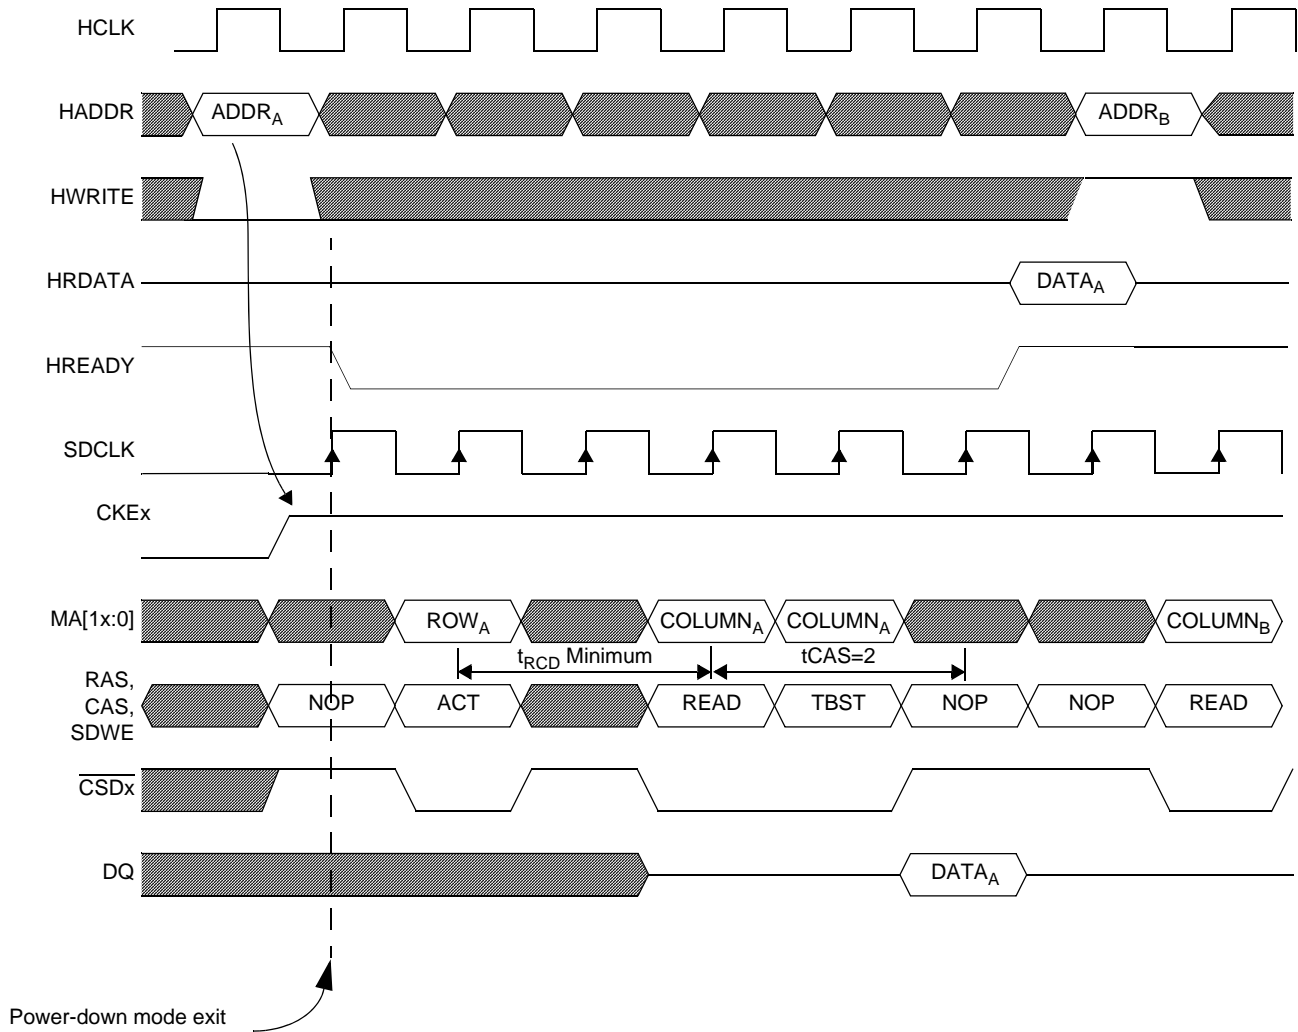 HCLK
HADDR ADDR_A ADDR_B
HWRITE
HRDATA DATA_A
HREADY
SDCLK
CKEx
MA[1x:0] ROW_A COLUMN_A COLUMN_A COLUMN_B
t_RCD Minimum tCAS=2
RAS,
CAS,
SDWE
NOP ACT READ TBST NOP NOP READ
CSDx
DQ DATA_A
Power-down mode exit